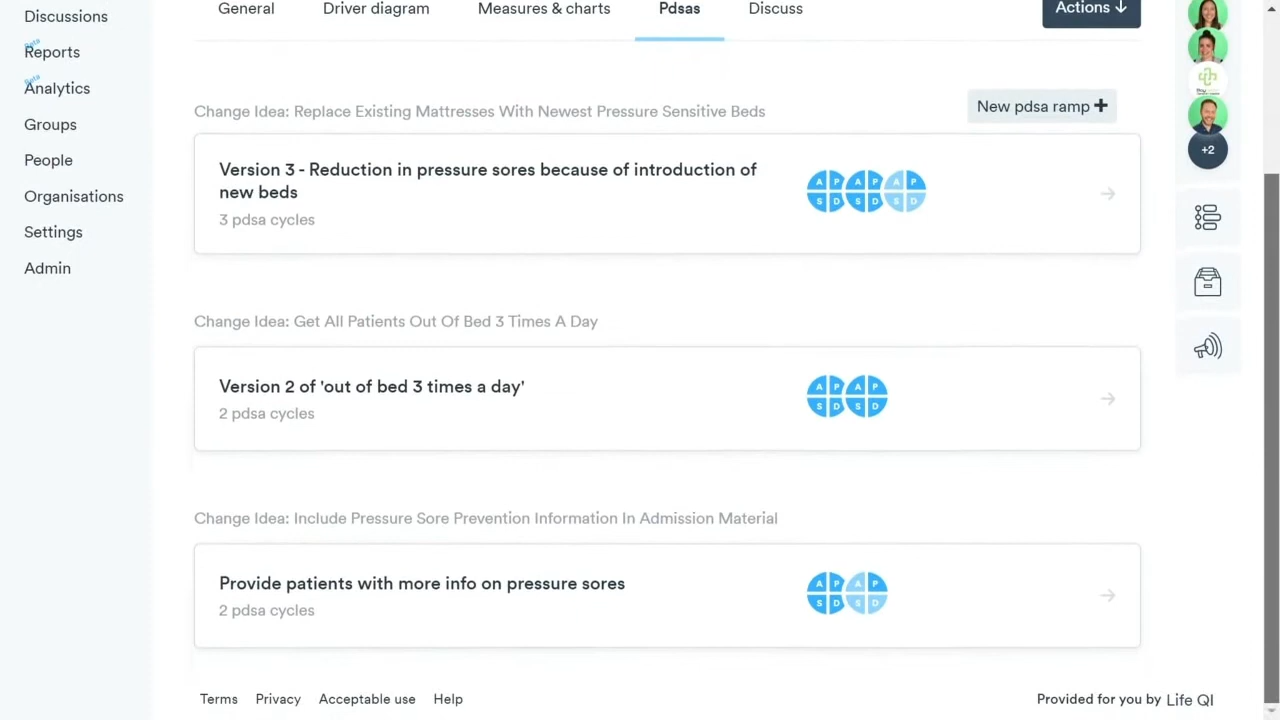 Discussions
Beta
Reports
Beta
Analytics
Groups
People
Organisations
Settings
Admin
General
Driver diagram
Measures & charts
Pdsas
Discuss
Actions ↓
Change Idea: Replace Existing Mattresses With Newest Pressure Sensitive Beds
New pdsa ramp +
Version 3 - Reduction in pressure sores because of introduction of
new beds
3 pdsa cycles
A P A P A P
S D S D S D
Change Idea: Get All Patients Out Of Bed 3 Times A Day
Version 2 of 'out of bed 3 times a day'
2 pdsa cycles
A P A P
S D S D
Change Idea: Include Pressure Sore Prevention Information In Admission Material
Provide patients with more info on pressure sores
2 pdsa cycles
A P A P
S D S D
+2
Terms
Privacy
Acceptable use
Help
Provided for you by Life QI